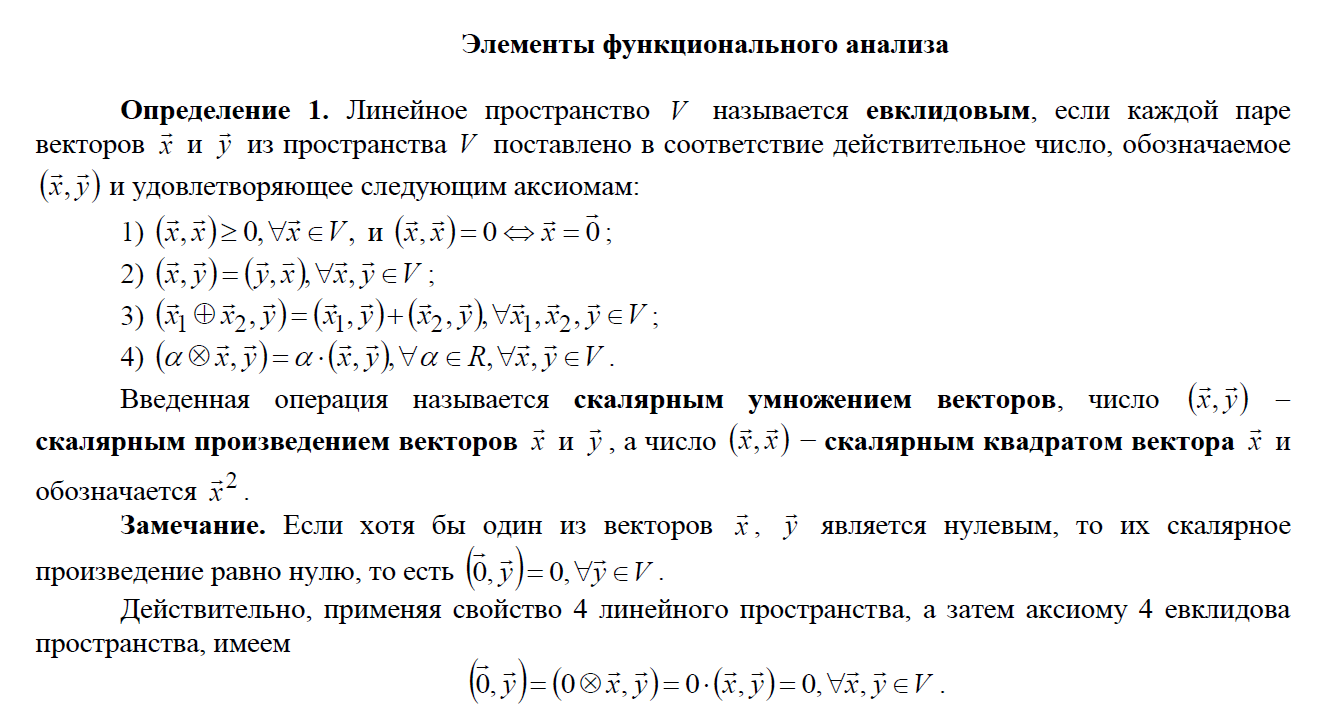 Элементы функционального анализа
Определение 1. Линейное пространство V называется евклидовым, если каждой паре
векторов x⃗ и y⃗ из пространства V поставлено в соответствие действительное число, обозначаемое
(x⃗, y⃗) и удовлетворяющее следующим аксиомам:
1) (x⃗, x⃗) ≥ 0, ∀x⃗ ∈ V, и (x⃗, x⃗) = 0 ⇔ x⃗ = 0⃗;
2) (x⃗, y⃗) = (y⃗, x⃗), ∀x⃗, y⃗ ∈ V;
3) (x⃗₁ ⊕ x⃗₂, y⃗) = (x⃗₁, y⃗) + (x⃗₂, y⃗), ∀x⃗₁, x⃗₂, y⃗ ∈ V;
4) (α ⊗ x⃗, y⃗) = α · (x⃗, y⃗), ∀α ∈ R, ∀x⃗, y⃗ ∈ V.
Введенная операция называется скалярным умножением векторов, число (x⃗, y⃗) −
скалярным произведением векторов x⃗ и y⃗, а число (x⃗, x⃗) − скалярным квадратом вектора x⃗ и
обозначается x⃗².
Замечание. Если хотя бы один из векторов x⃗, y⃗ является нулевым, то их скалярное
произведение равно нулю, то есть (0⃗, y⃗) = 0, ∀y⃗ ∈ V.
Действительно, применяя свойство 4 линейного пространства, а затем аксиому 4 евклидова
пространства, имеем
(0⃗, y⃗) = (0 ⊗ x⃗, y⃗) = 0 · (x⃗, y⃗) = 0, ∀x⃗, y⃗ ∈ V.